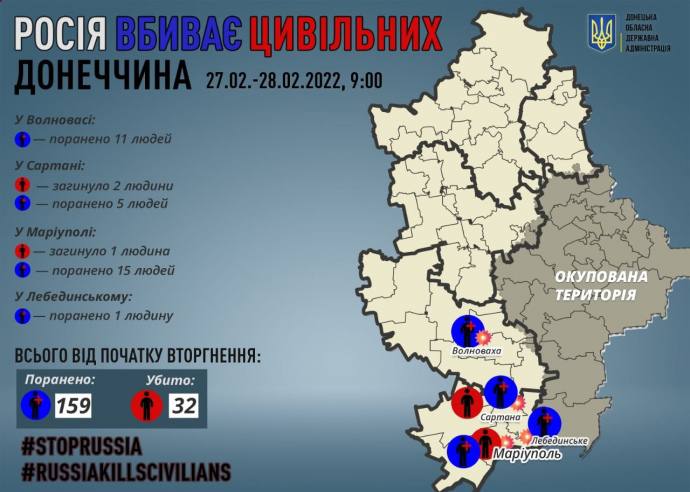 РОСІЯ ВБИВАЄ ЦИВІЛЬНИХ
ДОНЕЧЧИНА 27.02.-28.02.2022, 9:00
ДОНЕЦЬКА
ОБЛАСНА
ДЕРЖАВНА
АДМІНІСТРАЦІЯ
У Волновасі:
— поранено 11 людей
У Сартані:
— загинуло 2 людини
— поранено 5 людей
У Маріуполі:
— загинуло 1 людина
— поранено 15 людей
У Лебединському:
— поранено 1 людину
ВСЬОГО ВІД ПОЧАТКУ ВТОРГНЕННЯ:
Поранено: Убито:
159 32
#STOPRUSSIA
#RUSSIAKILLSCIVILIANS
ОКУПОВАНА
ТЕРИТОРІЯ
Волноваха
Сартана
Лебединське
Маріуполь